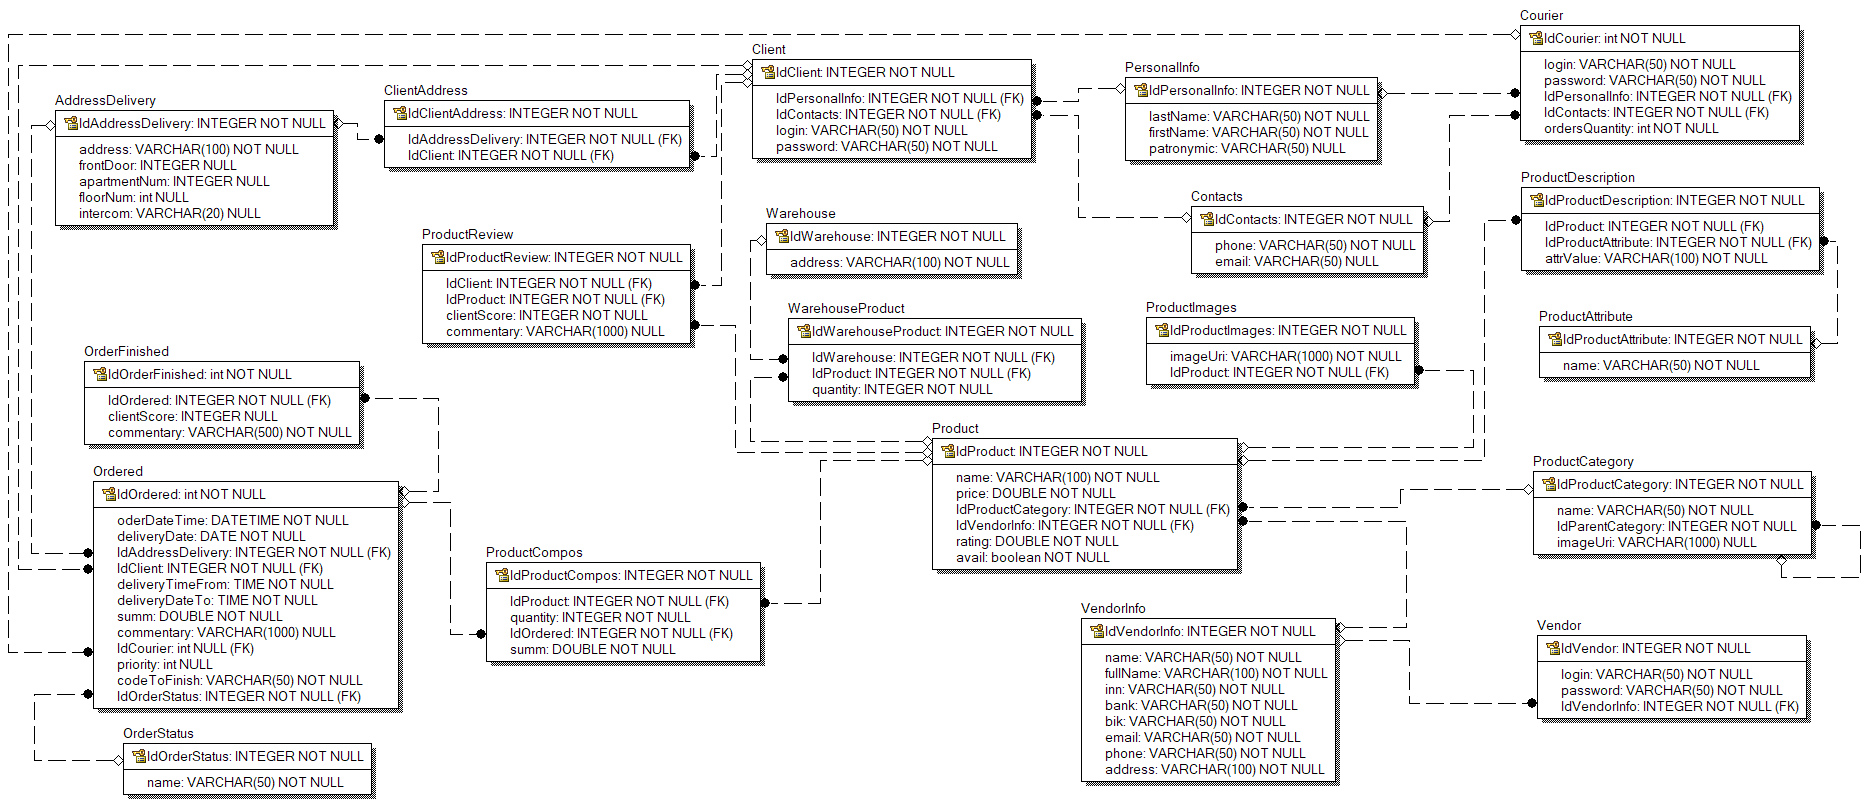 Courier
IdCourier: int NOT NULL
login: VARCHAR(50) NOT NULL
password: VARCHAR(50) NOT NULL
IdPersonalInfo: INTEGER NOT NULL (FK)
IdContacts: INTEGER NOT NULL (FK)
ordersQuantity: int NOT NULL
Client
IdClient: INTEGER NOT NULL
IdPersonalInfo: INTEGER NOT NULL (FK)
IdContacts: INTEGER NOT NULL (FK)
login: VARCHAR(50) NOT NULL
password: VARCHAR(50) NOT NULL
PersonalInfo
IdPersonalInfo: INTEGER NOT NULL
lastName: VARCHAR(50) NOT NULL
firstName: VARCHAR(50) NOT NULL
patronymic: VARCHAR(50) NULL
ClientAddress
IdClientAddress: INTEGER NOT NULL
IdAddressDelivery: INTEGER NOT NULL (FK)
IdClient: INTEGER NOT NULL (FK)
AddressDelivery
IdAddressDelivery: INTEGER NOT NULL
address: VARCHAR(100) NOT NULL
frontDoor: INTEGER NULL
apartmentNum: INTEGER NULL
floorNum: int NULL
intercom: VARCHAR(20) NULL
ProductDescription
IdProductDescription: INTEGER NOT NULL
IdProduct: INTEGER NOT NULL (FK)
IdProductAttribute: INTEGER NOT NULL (FK)
attrValue: VARCHAR(100) NOT NULL
Contacts
IdContacts: INTEGER NOT NULL
phone: VARCHAR(50) NOT NULL
email: VARCHAR(50) NULL
Warehouse
IdWarehouse: INTEGER NOT NULL
address: VARCHAR(100) NOT NULL
ProductReview
IdProductReview: INTEGER NOT NULL
IdClient: INTEGER NOT NULL (FK)
IdProduct: INTEGER NOT NULL (FK)
clientScore: INTEGER NOT NULL
commentary: VARCHAR(1000) NULL
WarehouseProduct
IdWarehouseProduct: INTEGER NOT NULL
IdWarehouse: INTEGER NOT NULL (FK)
IdProduct: INTEGER NOT NULL (FK)
quantity: INTEGER NOT NULL
ProductImages
IdProductImages: INTEGER NOT NULL
imageUri: VARCHAR(1000) NOT NULL
IdProduct: INTEGER NOT NULL (FK)
ProductAttribute
IdProductAttribute: INTEGER NOT NULL
name: VARCHAR(50) NOT NULL
OrderFinished
IdOrderFinished: int NOT NULL
IdOrdered: INTEGER NOT NULL (FK)
clientScore: INTEGER NULL
commentary: VARCHAR(500) NULL
Product
IdProduct: INTEGER NOT NULL
name: VARCHAR(100) NOT NULL
price: DOUBLE NOT NULL
IdProductCategory: INTEGER NOT NULL (FK)
IdVendorInfo: INTEGER NOT NULL (FK)
rating: DOUBLE NOT NULL
avail: boolean NOT NULL
ProductCategory
IdProductCategory: INTEGER NOT NULL
name: VARCHAR(50) NOT NULL
IdParentCategory: INTEGER NOT NULL
imageUri: VARCHAR(1000) NULL
Ordered
IdOrdered: int NOT NULL
oderDateTime: DATETIME NOT NULL
deliveryDate: DATE NOT NULL
IdAddressDelivery: INTEGER NOT NULL (FK)
IdClient: INTEGER NOT NULL (FK)
deliveryTimeFrom: TIME NOT NULL
deliveryDateTo: TIME NOT NULL
summ: DOUBLE NOT NULL
commentary: VARCHAR(1000) NULL
IdCourier: int NULL (FK)
priority: int NULL
codeToFinish: VARCHAR(50) NULL
IdOrderStatus: INTEGER NOT NULL (FK)
ProductCompos
IdProductCompos: INTEGER NOT NULL
IdProduct: INTEGER NOT NULL (FK)
quantity: INTEGER NOT NULL
IdOrdered: INTEGER NOT NULL (FK)
summ: DOUBLE NOT NULL
VendorInfo
IdVendorInfo: INTEGER NOT NULL
name: VARCHAR(50) NOT NULL
fullName: VARCHAR(100) NOT NULL
inn: VARCHAR(50) NOT NULL
bank: VARCHAR(50) NOT NULL
bik: VARCHAR(50) NOT NULL
email: VARCHAR(50) NOT NULL
phone: VARCHAR(50) NOT NULL
address: VARCHAR(100) NOT NULL
Vendor
IdVendor: INTEGER NOT NULL
login: VARCHAR(50) NOT NULL
password: VARCHAR(50) NOT NULL
IdVendorInfo: INTEGER NOT NULL (FK)
OrderStatus
IdOrderStatus: INTEGER NOT NULL
name: VARCHAR(50) NOT NULL